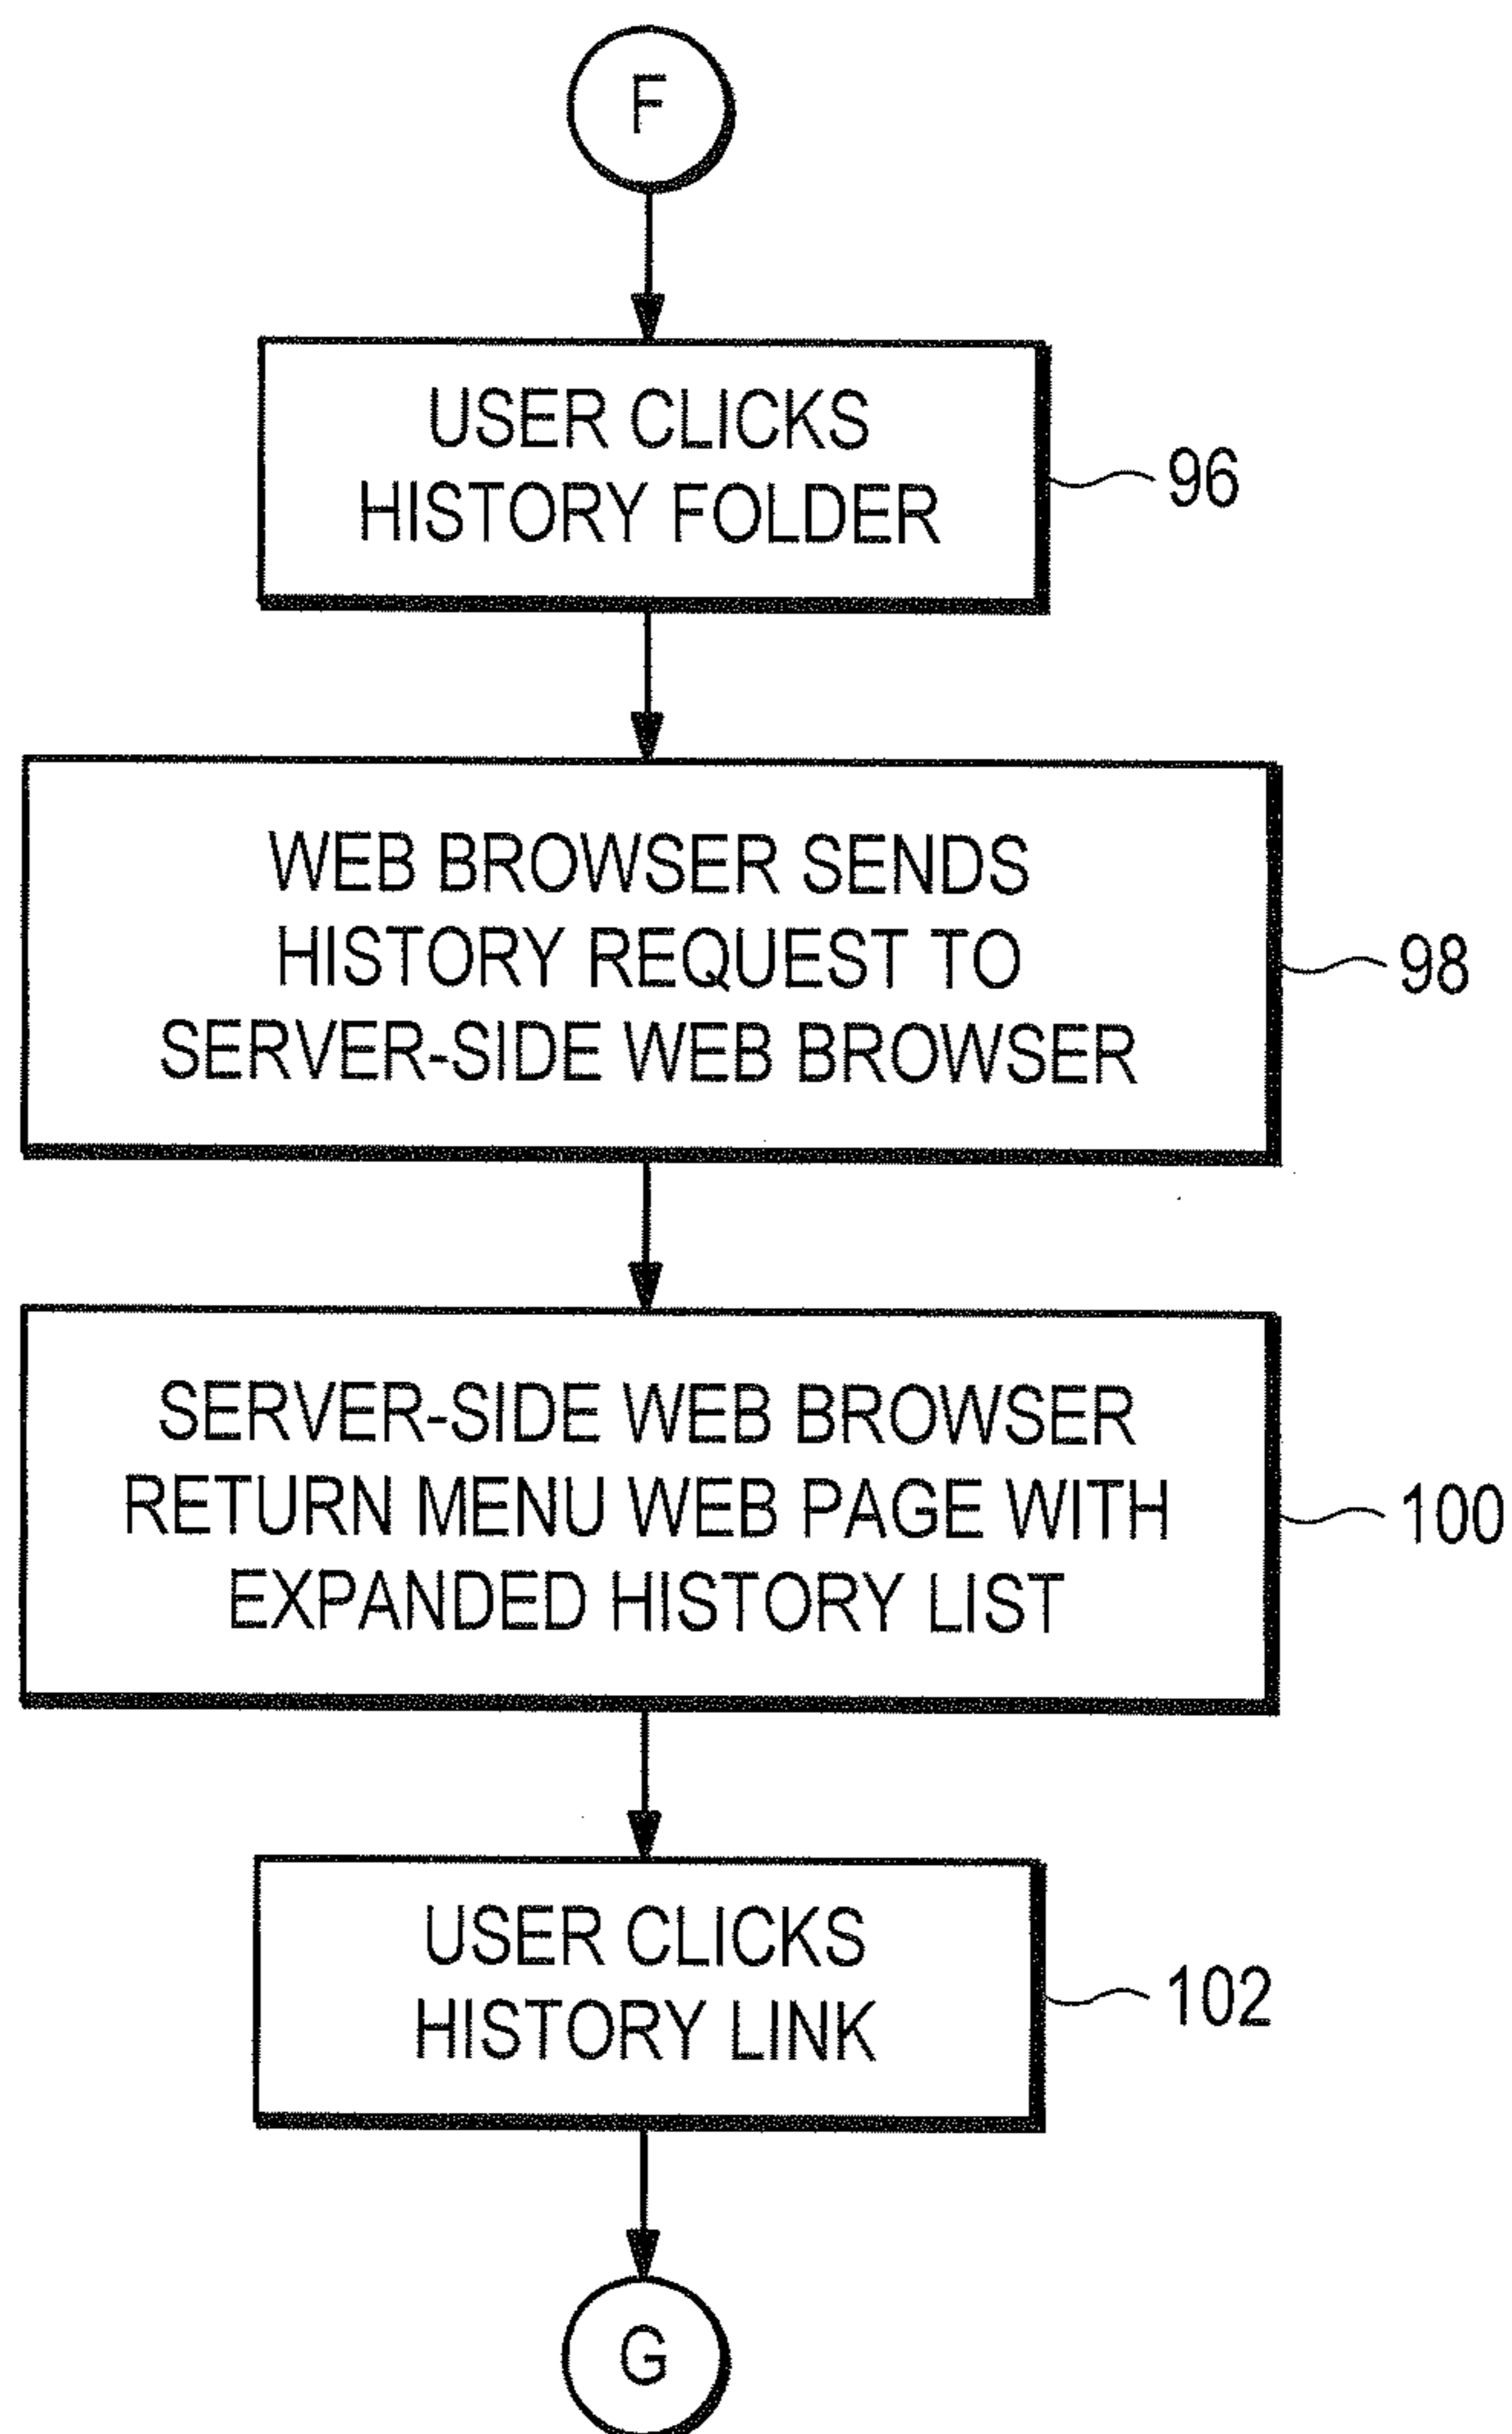 F
USER CLICKS
HISTORY FOLDER
96
WEB BROWSER SENDS
HISTORY REQUEST TO
SERVER-SIDE WEB BROWSER
98
SERVER-SIDE WEB BROWSER
RETURN MENU WEB PAGE WITH
EXPANDED HISTORY LIST
100
USER CLICKS
HISTORY LINK
102
G